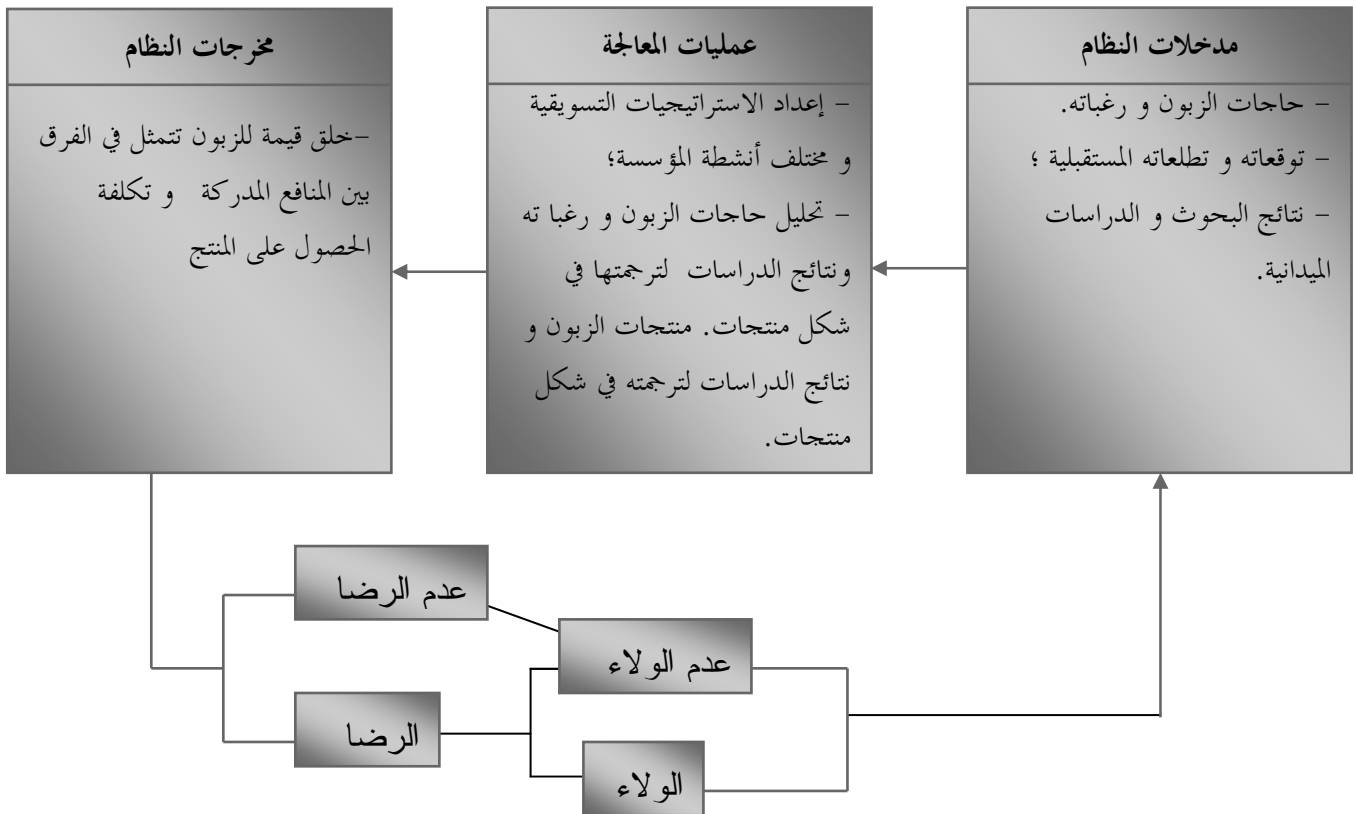 مدخلات النظام
– حاجات الزبون و رغباته.
– توقعاته و تطلعاته المستقبلية ؛
– نتائج البحوث و الدراسات
الميدانية.
عمليات المعالجة
– إعداد الاستراتيجيات التسويقية
و مختلف أنشطة المؤسسة؛
– تحليل حاجات الزبون و رغبا ته
ونتائج الدراسات لترجمتها في
شكل منتجات. منتجات الزبون و
نتائج الدراسات لترجمته في شكل
منتجات.
مخرجات النظام
–خلق قيمة للزبون تتمثل في الفرق
بين المنافع المدركة و تكلفة
الحصول على المنتج
عدم الرضا
عدم الولاء
الرضا
الولاء